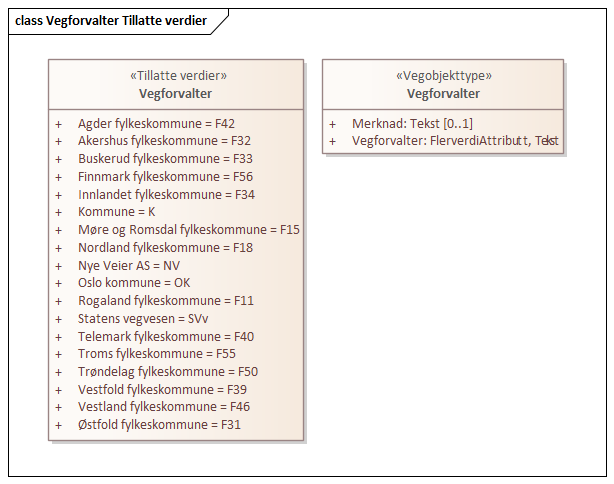 class Vegforvalter Tillatte verdier
«Tillatte verdier»
Vegforvalter
+ Agder fylkeskommune = F42
+ Akershus fylkeskommune = F32
+ Buskerud fylkeskommune = F33
+ Finnmark fylkeskommune = F56
+ Innlandet fylkeskommune = F34
+ Kommune = K
+ Møre og Romsdal fylkeskommune = F15
+ Nordland fylkeskommune = F18
+ Nye Veier AS = NV
+ Oslo kommune = OK
+ Rogaland fylkeskommune = F11
+ Statens vegvesen = SVv
+ Telemark fylkeskommune = F40
+ Troms fylkeskommune = F55
+ Trøndelag fylkeskommune = F50
+ Vestfold fylkeskommune = F39
+ Vestland fylkeskommune = F46
+ Østfold fylkeskommune = F31
«Vegobjekttype»
Vegforvalter
+ Merknad: Tekst [0..1]
+ Vegforvalter: FlerverdiAttributt, Tekst